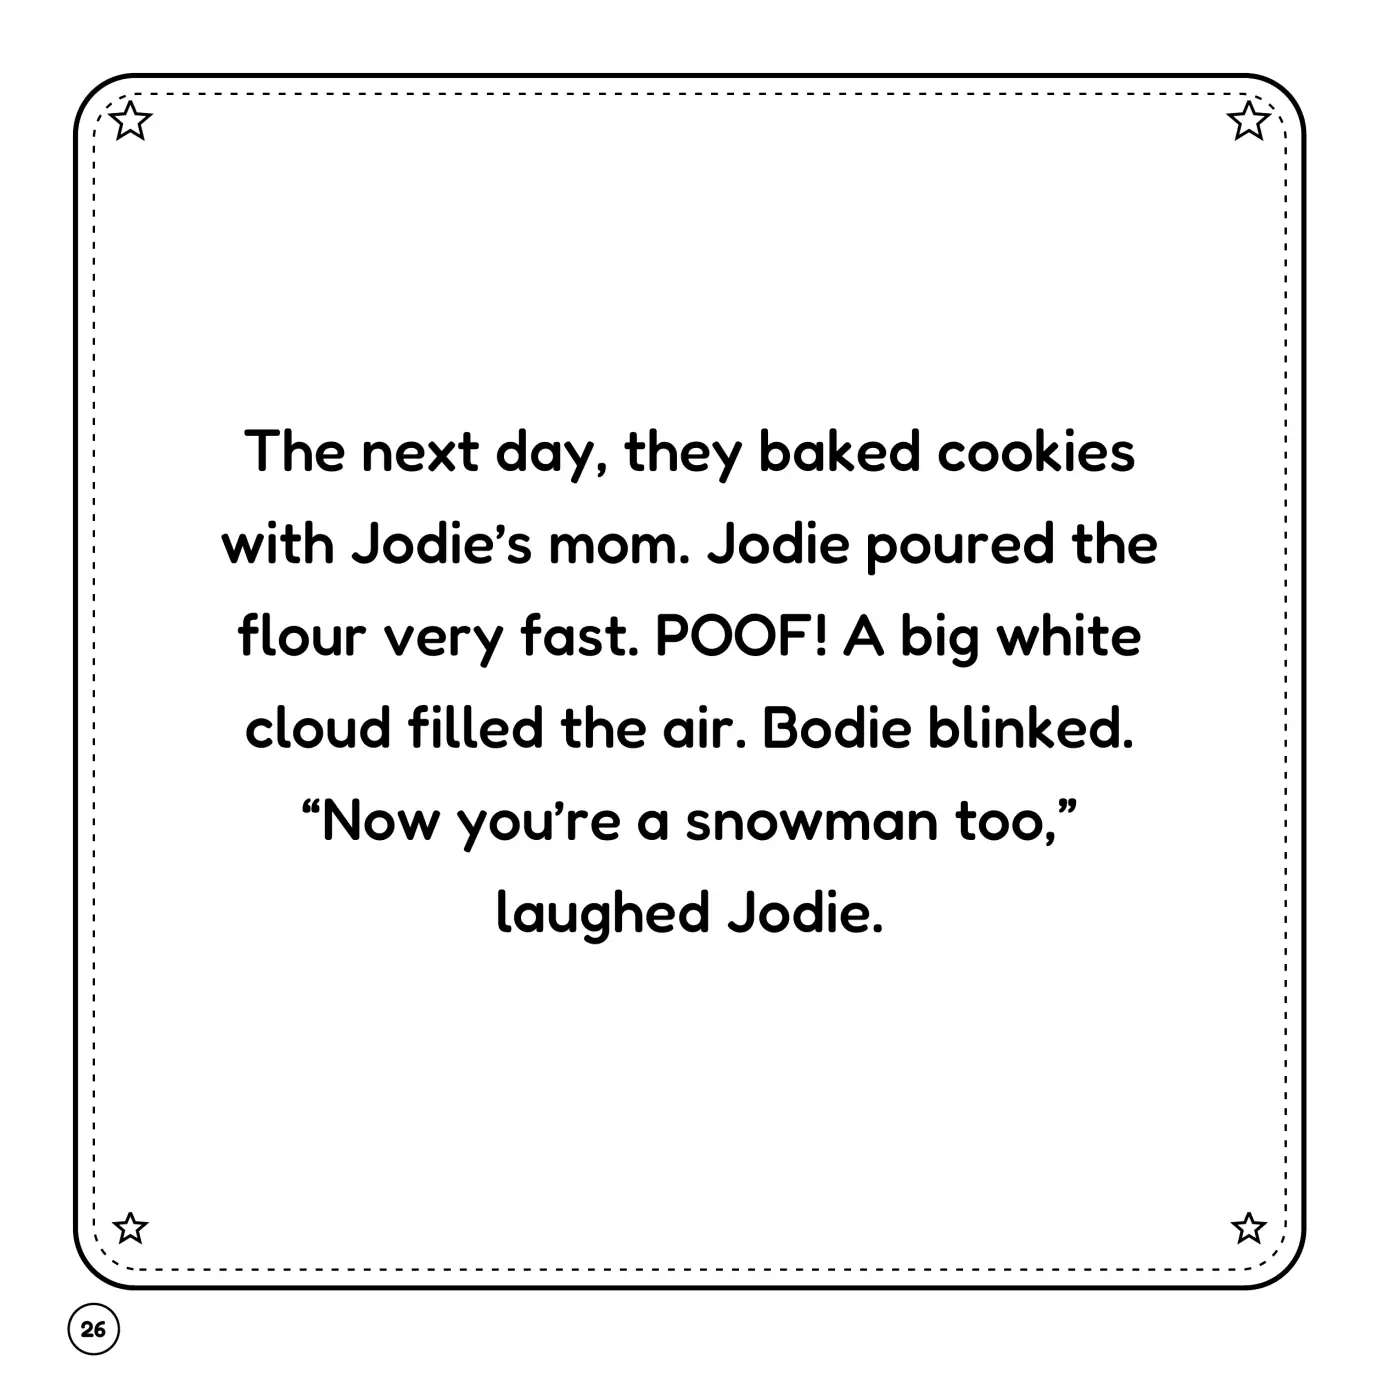 The next day, they baked cookies
with Jodie’s mom. Jodie poured the
flour very fast. POOF! A big white
cloud filled the air. Bodie blinked.
“Now you’re a snowman too,”
laughed Jodie.
26